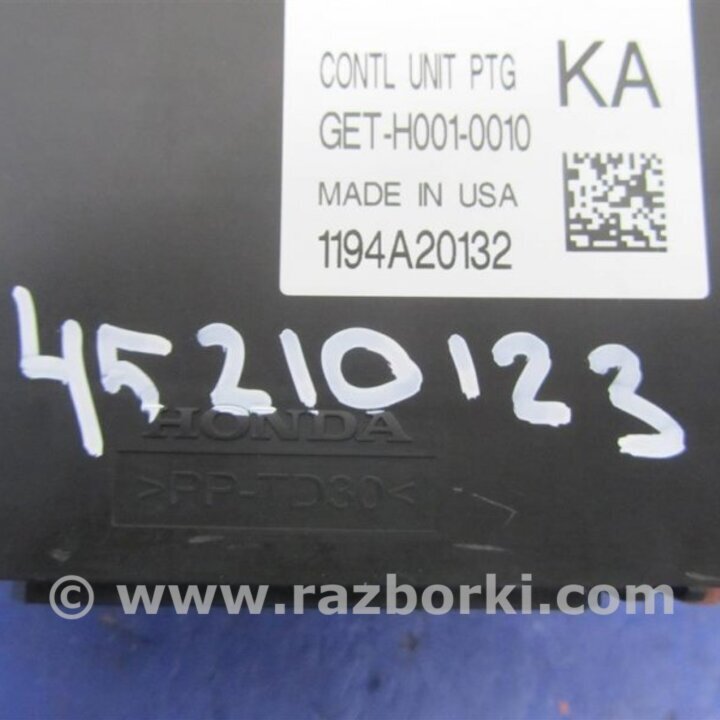 CONTL UNIT PTG KA
GET-H001-0010
MADE IN USA
1194A20132
45210123
HONDA
>PP-TD30<
© www.razborki.com